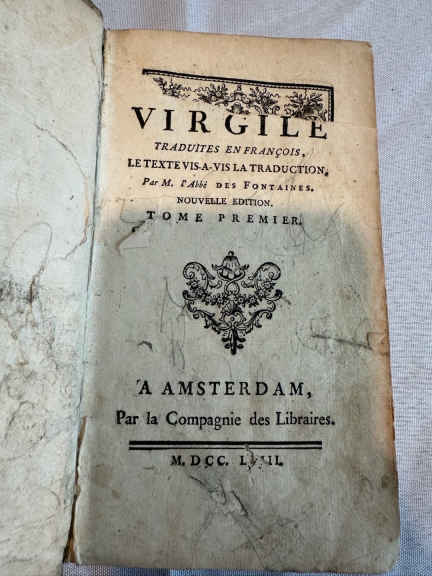 VIRGILE
TRADUITES EN FRANÇOIS,
LE TEXTE VIS-A-VIS LA TRADUCTION,
Par M. l'Abbé DES FONTAINES.
NOUVELLE EDITION.
TOME PREMIER.
A AMSTERDAM,
Par la Compagnie des Libraires.
M. DCC.